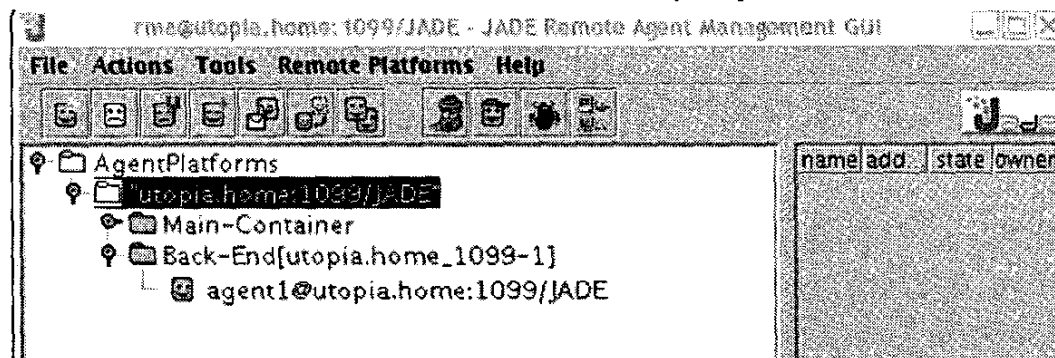 rma@utopia.home:1099/JADE - JADE Remote Agent Management GUI
File Actions Tools Remote Platforms Help
Jade
AgentPlatforms
name add... state owner
"utopia.home:1099/JADE"
Main-Container
Back-End[utopia.home_1099-1]
agent1@utopia.home:1099/JADE